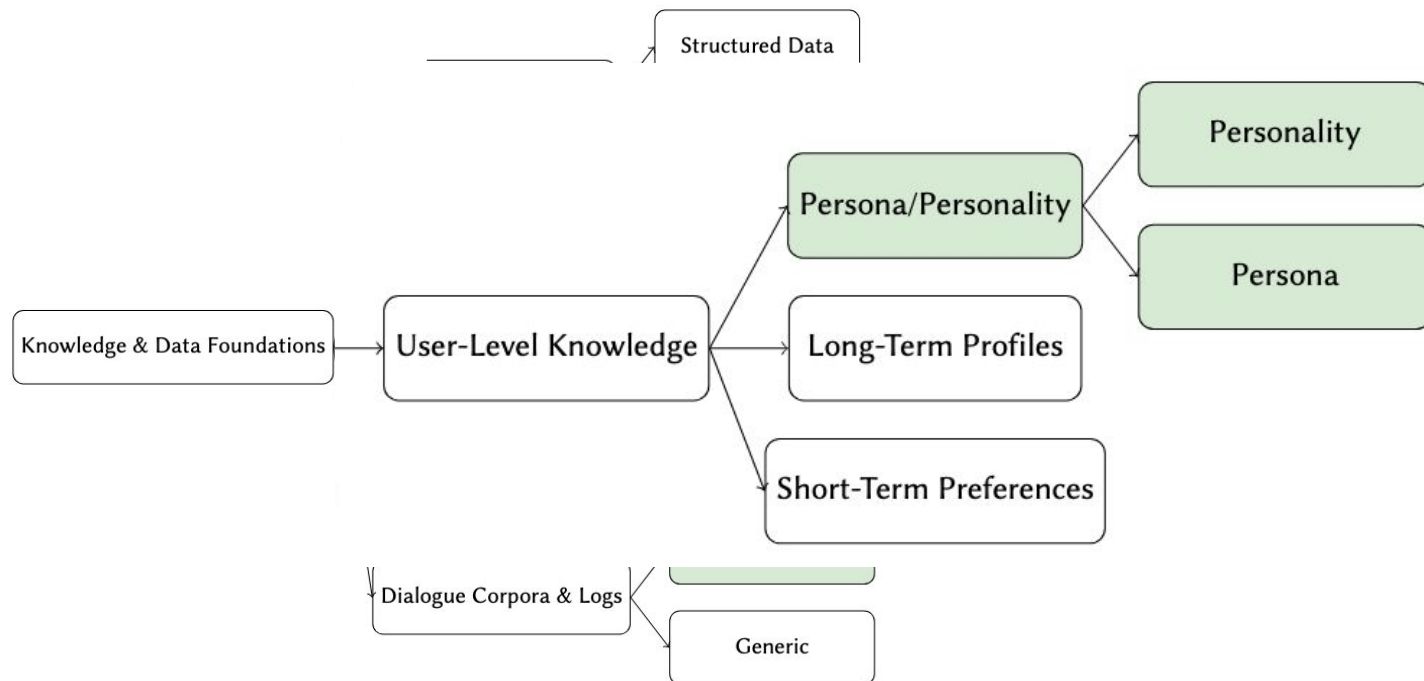 Structured Data
Personality
Persona/Personality
Persona
Knowledge & Data Foundations
User-Level Knowledge
Long-Term Profiles
Short-Term Preferences
Dialogue Corpora & Logs
Generic